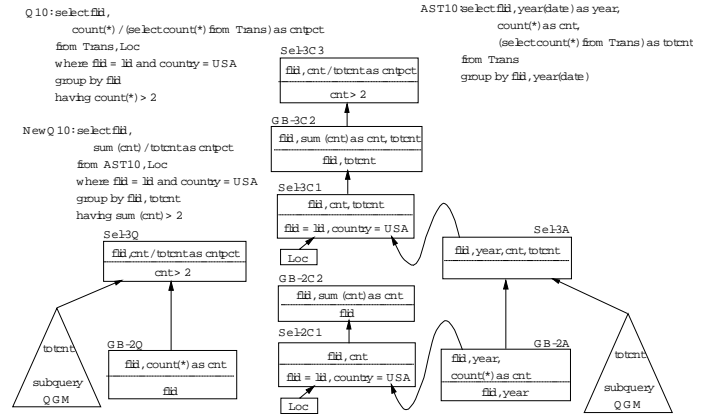 Q10: select flid,
count(*) / (select count(*) from Trans) as cntpct
from Trans, Loc
where flid = lid and country = USA
group by flid
having count(*) > 2
AST10: select flid, year(date) as year,
count(*) as cnt,
(select count(*) from Trans) as totcnt
from Trans
group by flid, year(date)
NewQ10: select flid,
sum (cnt) / totcnt as cntpct
from AST10, Loc
where flid = lid and country = USA
group by flid, totcnt
having sum (cnt) > 2
Sel-3C3
flid, cnt / totcnt as cntpct
cnt > 2
GB-3C2
flid, sum (cnt) as cnt, totcnt
flid, totcnt
Sel-3C1
flid, cnt, totcnt
flid = lid, country = USA
Loc
Sel-3Q
flid, cnt / totcnt as cntpct
cnt > 2
Sel-3A
flid, year, cnt, totcnt
GB-2C2
flid, sum (cnt) as cnt
flid
Sel-2C1
flid, cnt
flid = lid, country = USA
Loc
totcnt
subquery
QGM
GB-2Q
flid, count(*) as cnt
flid
GB-2A
flid, year,
count(*) as cnt
flid, year
totcnt
subquery
QGM